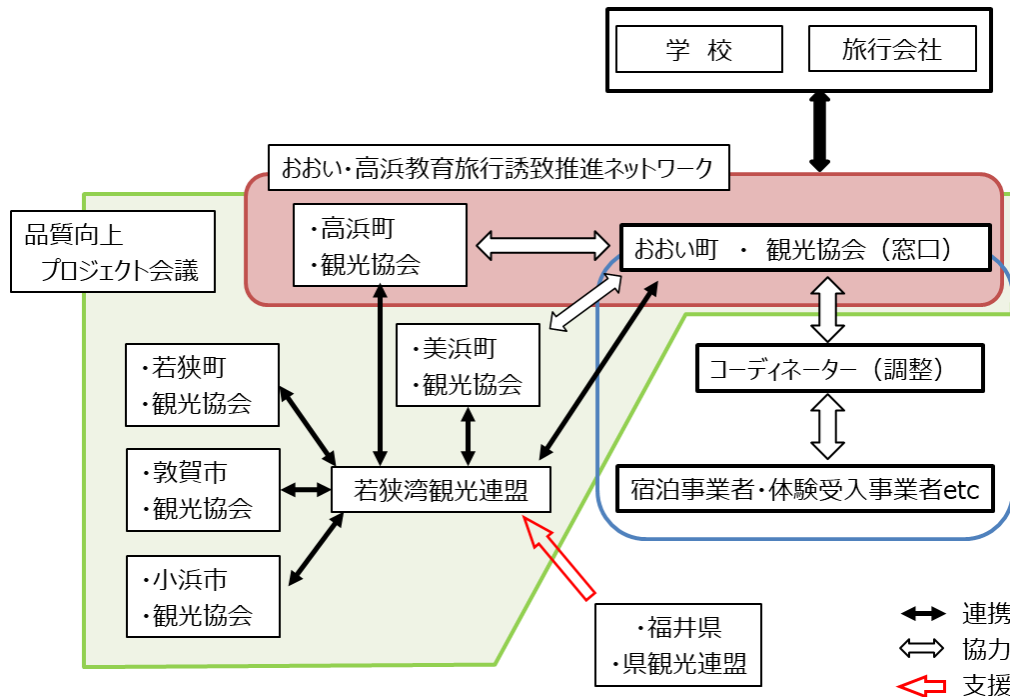 学 校
旅行会社
おおい・高浜教育旅行誘致推進ネットワーク
品質向上
プロジェクト会議
・高浜町
・観光協会
おおい町 ・ 観光協会（窓口）
・美浜町
・観光協会
コーディネーター（調整）
・若狭町
・観光協会
・敦賀市
・観光協会
若狭湾観光連盟
宿泊事業者・体験受入事業者etc
・小浜市
・観光協会
・福井県
・県観光連盟
連携
協力
支援